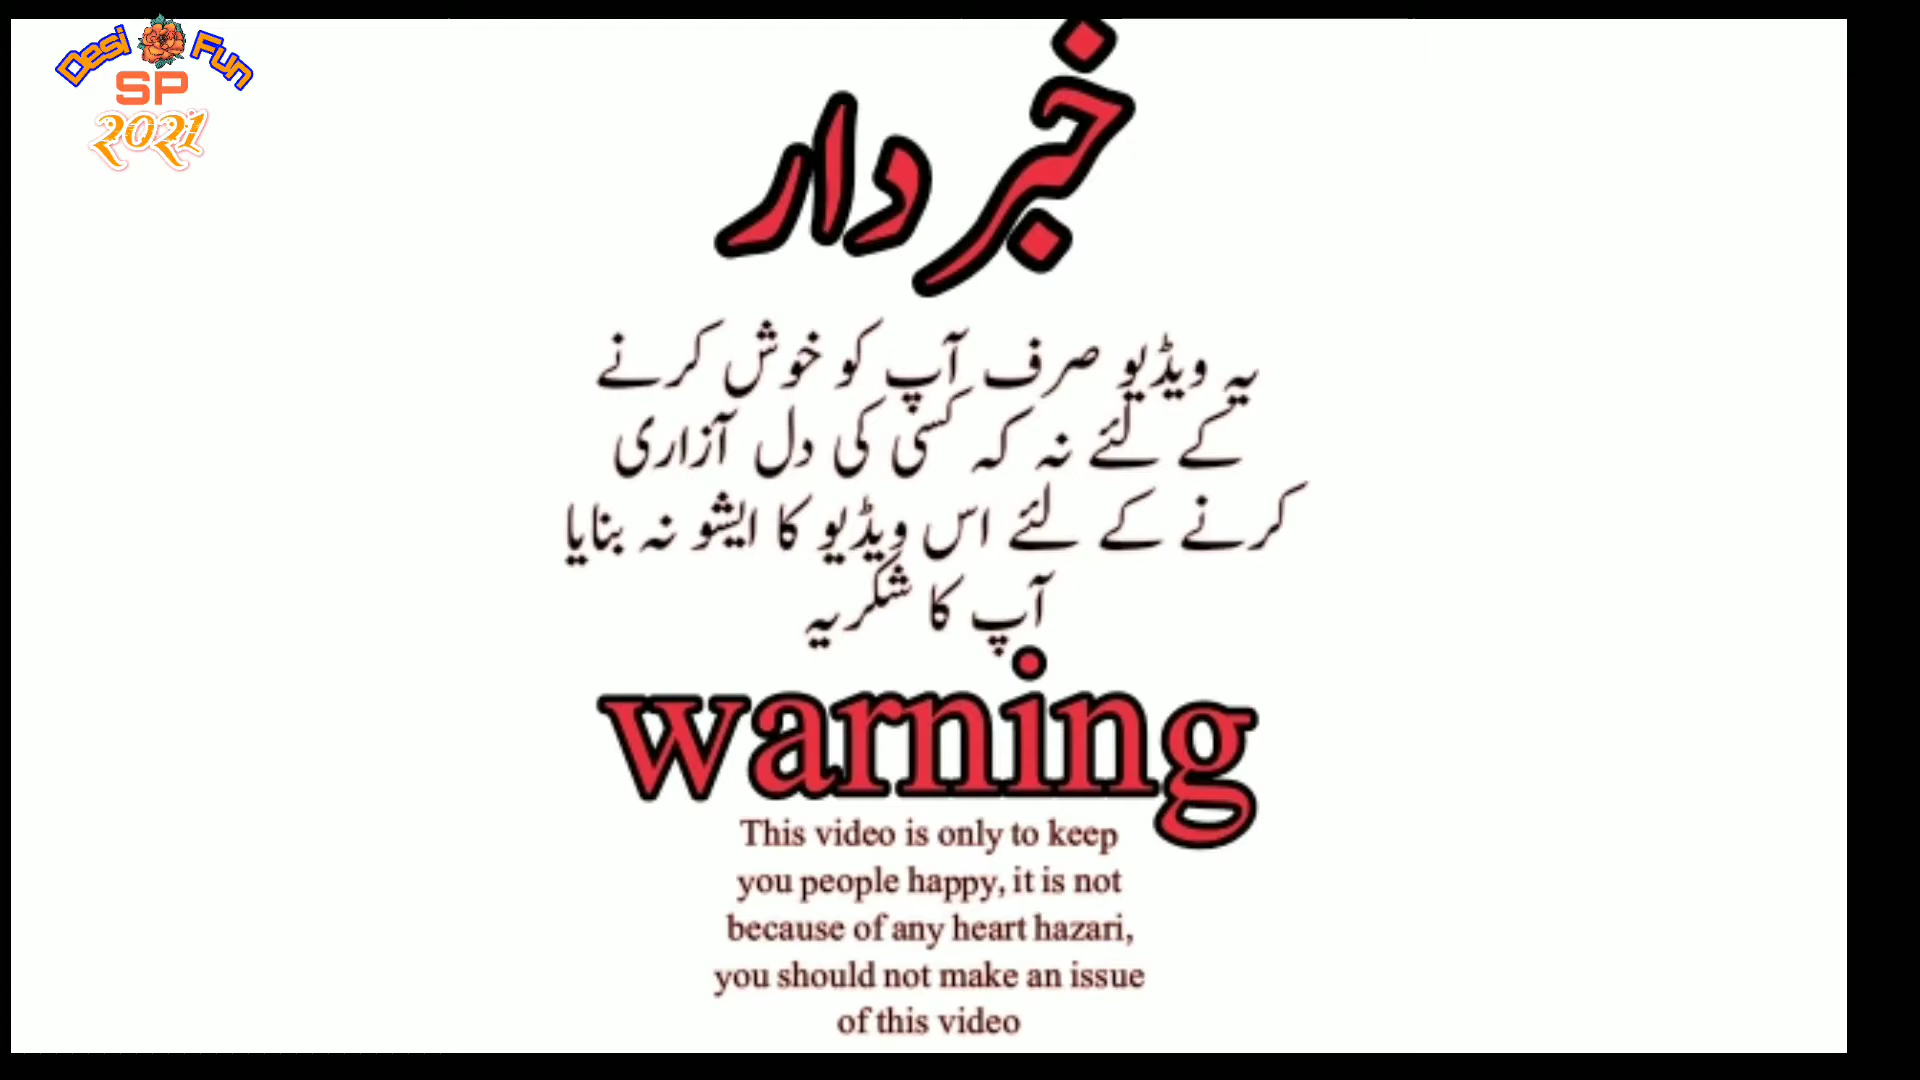 Desi Fun
SP
2021
خبردار
یہ ویڈیو صرف آپ کو خوش کرنے
کے لئے نہ کہ کسی کی دل آزاری
کرنے کے لئے اس ویڈیو کا ایشو نہ بنایا
آپ کا شکریہ
warning
This video is only to keep
you people happy, it is not
because of any heart hazari,
you should not make an issue
of this video